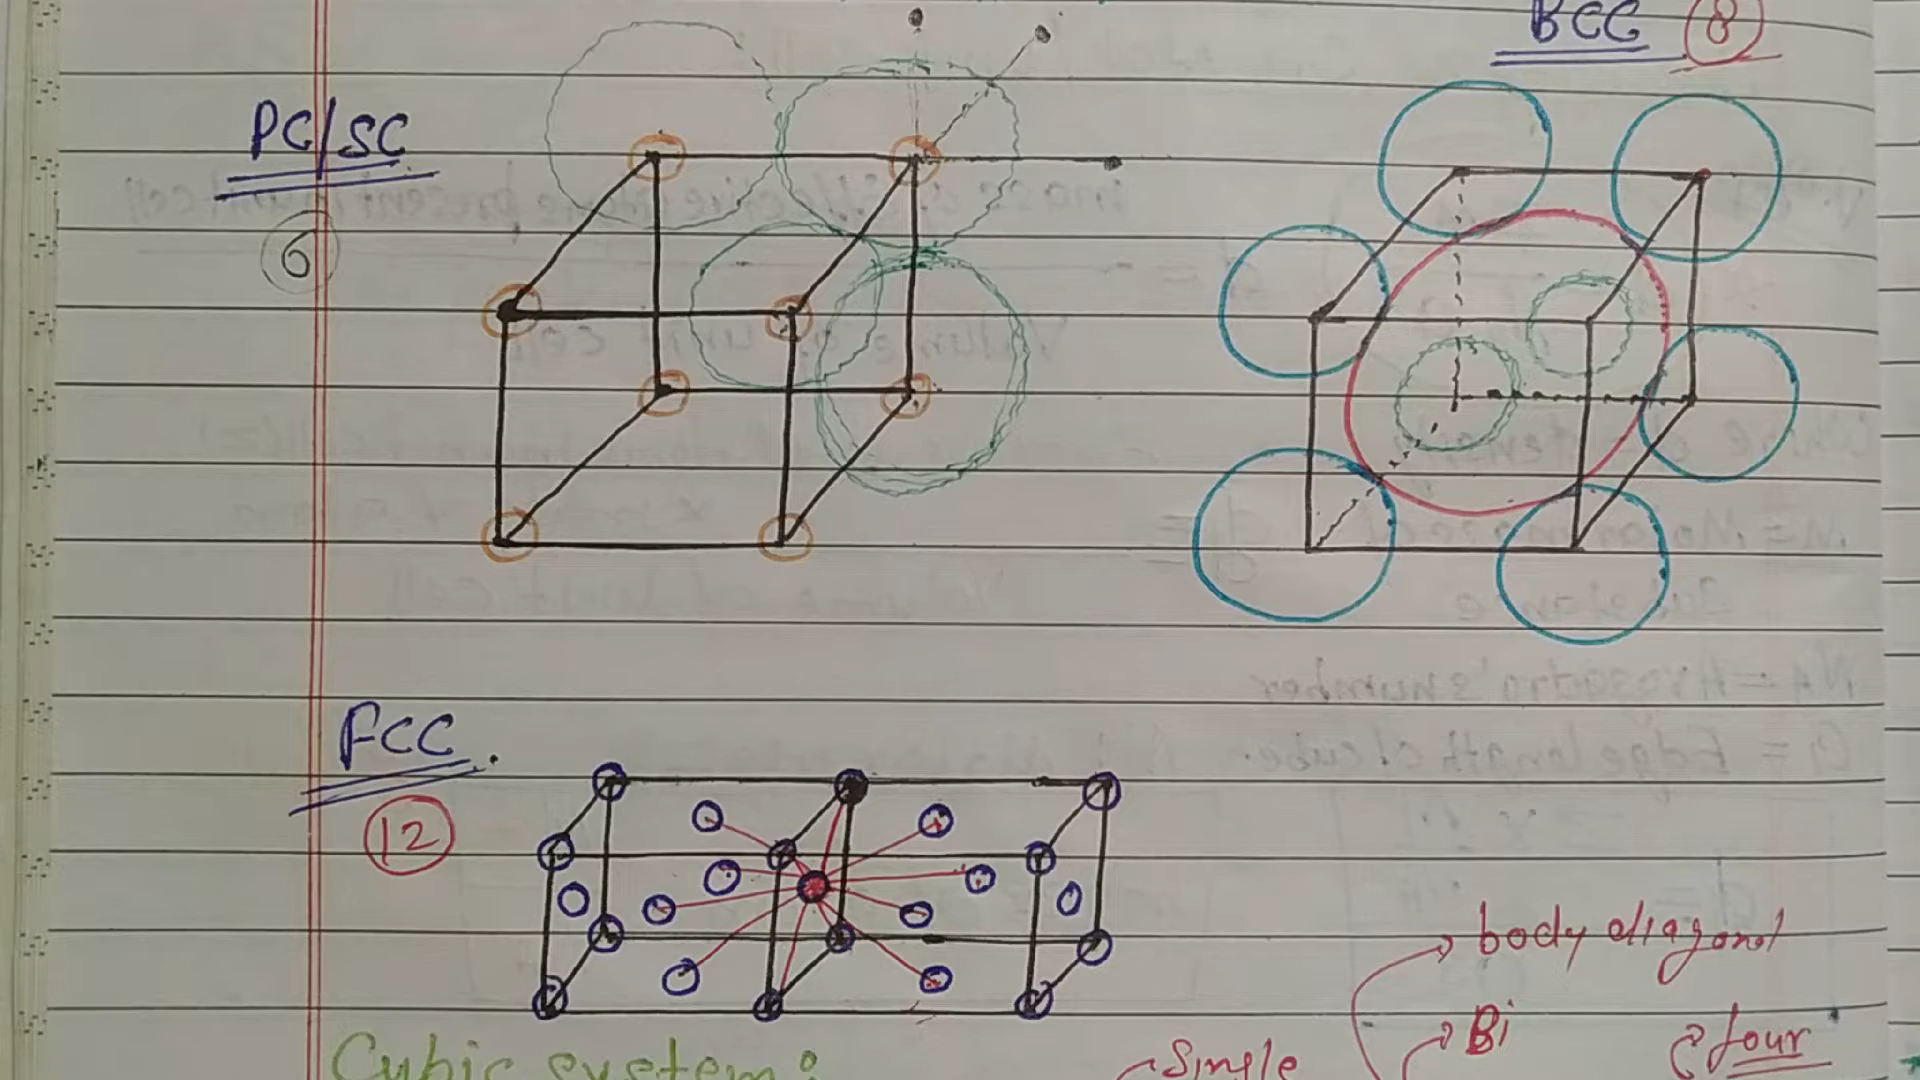 BCC 8
PC/SC
6
FCC.
12
body diagonal
Bi
four
Single
Cubic system: